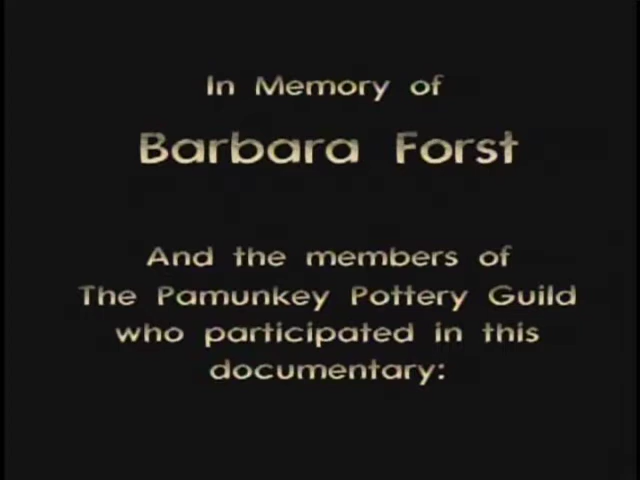 In Memory of
Barbara Forst
And the members of
The Pamunkey Pottery Guild
who participated in this
documentary: